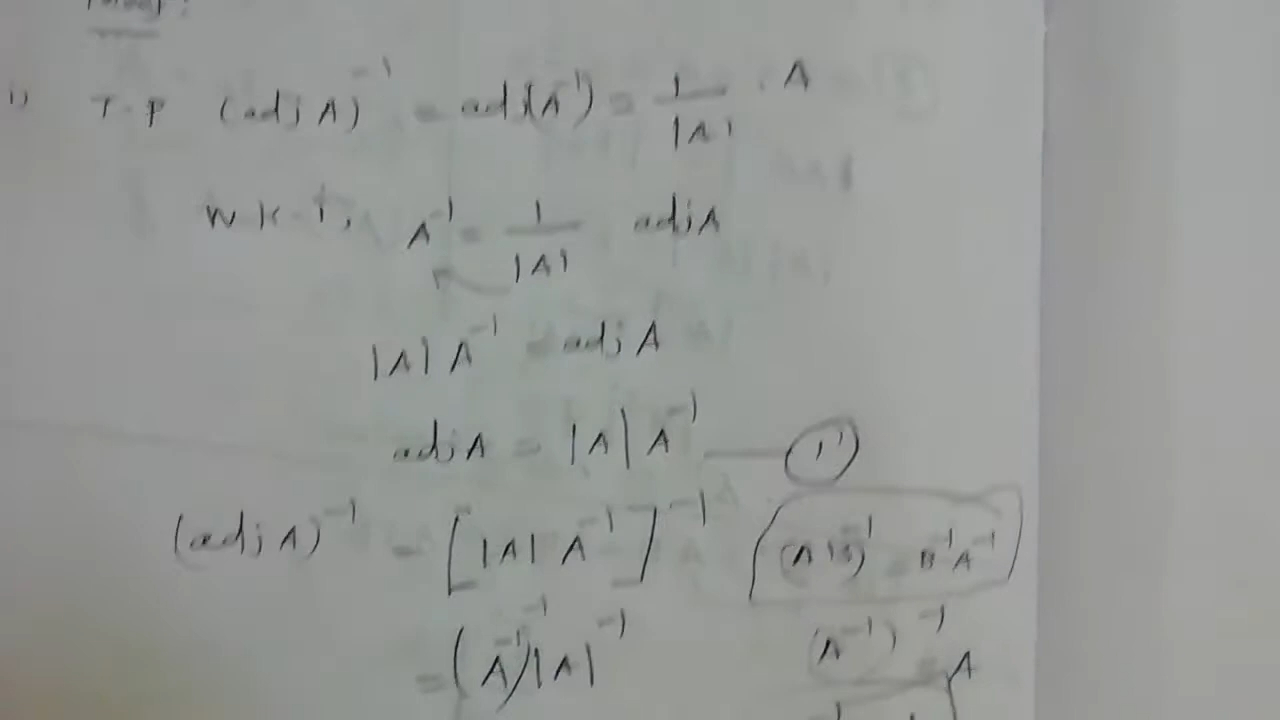 Proof:
i) T.P (adj A)⁻¹ = adj(A⁻¹) = 1/|A| . A
W.K.T, A⁻¹ = 1/|A| adj A
|A| A⁻¹ = adj A
adj A = |A| A⁻¹ — ①
(adj A)⁻¹ = [|A| A⁻¹]⁻¹ (AB)⁻¹ = B⁻¹A⁻¹
= (A⁻¹)⁻¹ |A|⁻¹ (A⁻¹)⁻¹ = A